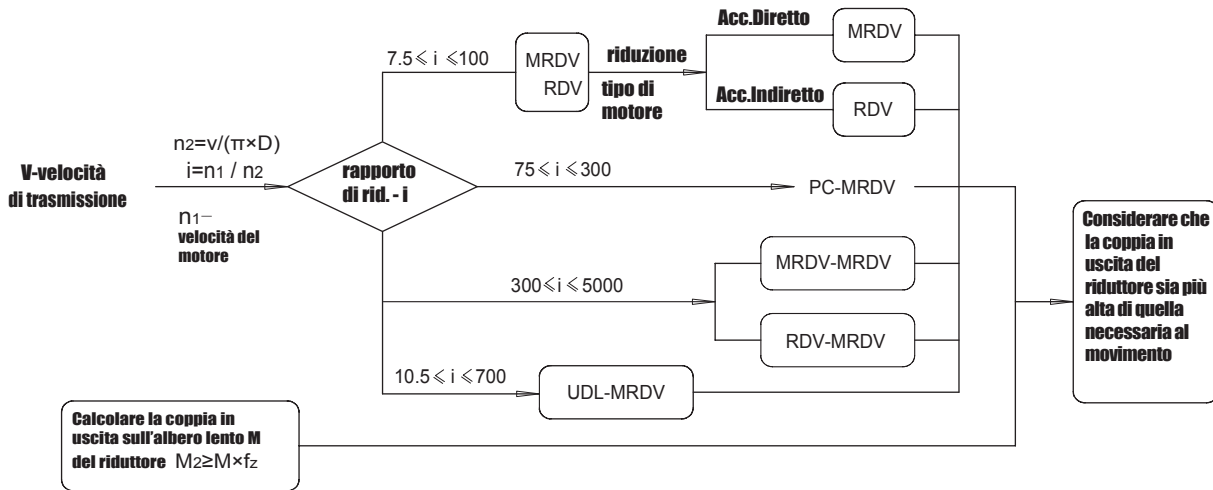 V-velocità
di trasmissione
n2=v/(π×D)
i=n1 / n2
n1−
velocità del
motore
rapporto
di rid. - i
7.5⩽ i ⩽100
MRDV
RDV
riduzione
tipo di
motore
Acc.Diretto
MRDV
Acc.Indiretto
RDV
75⩽ i ⩽300
PC-MRDV
300⩽i ⩽5000
MRDV-MRDV
RDV-MRDV
10.5⩽ i ⩽700
UDL-MRDV
Calcolare la coppia in
uscita sull'albero lento M
del riduttore M2≥M×fz
Considerare che
la coppia in
uscita del
riduttore sia più
alta di quella
necessaria al
movimento